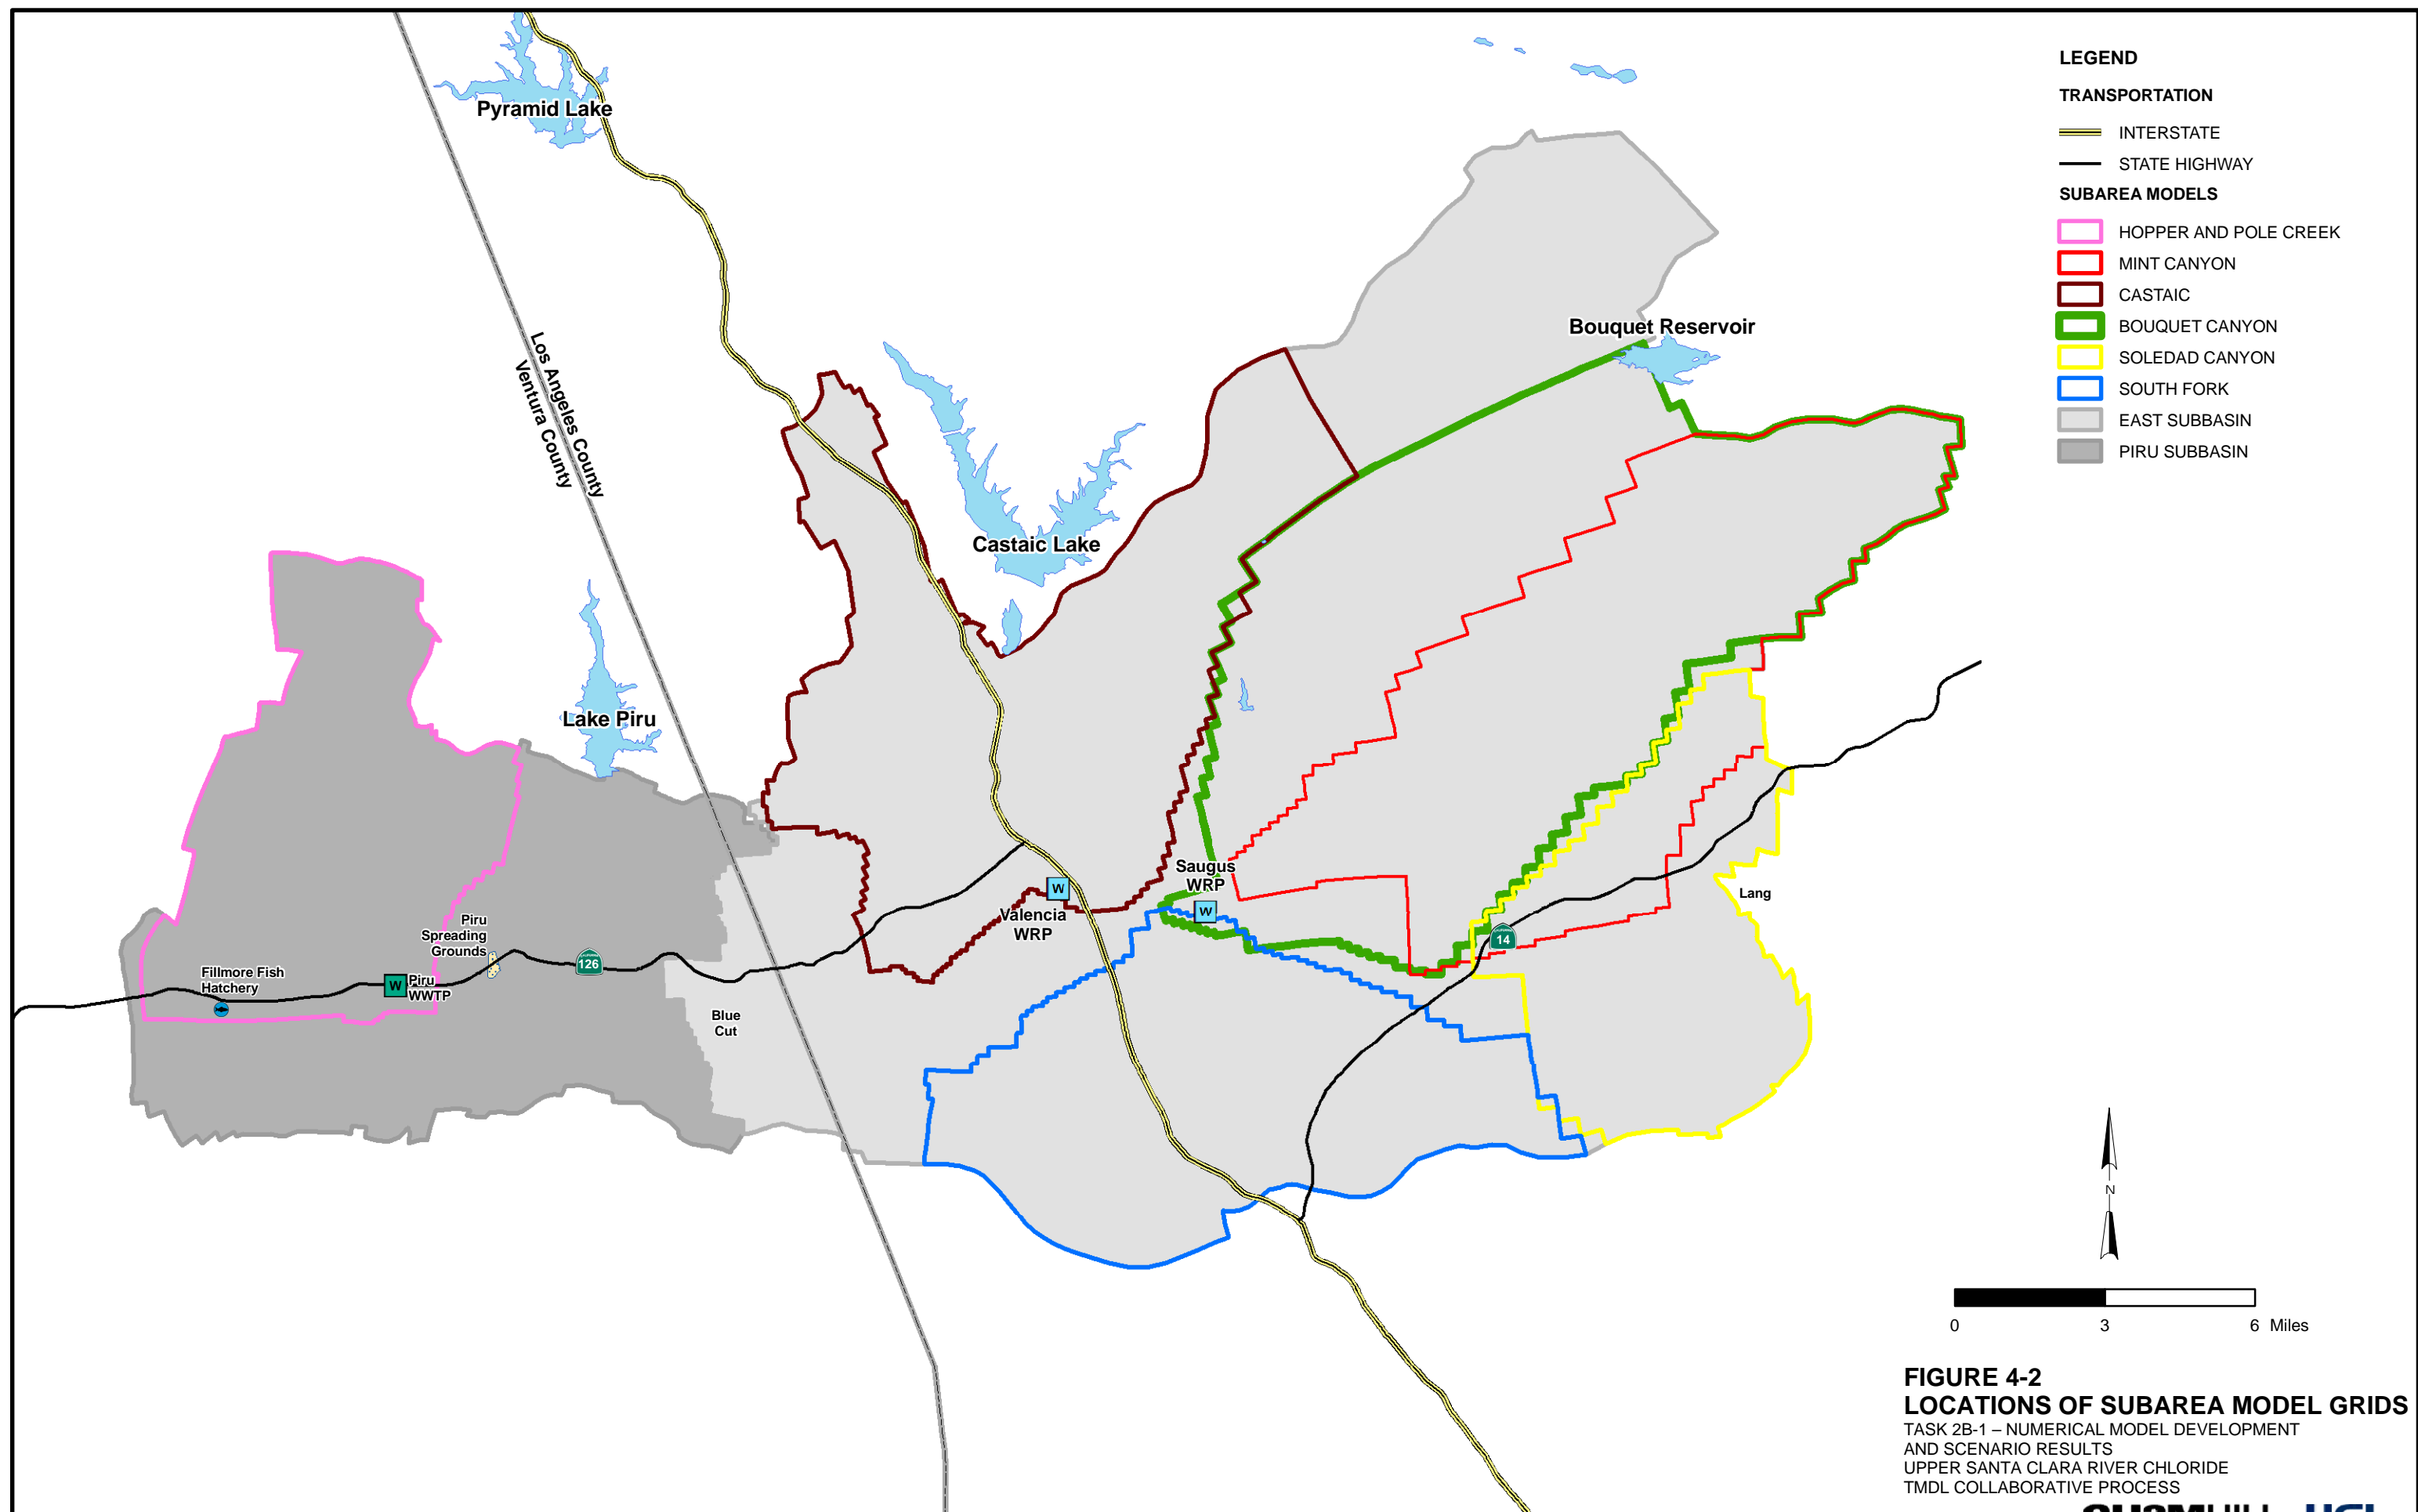 LEGEND
TRANSPORTATION
INTERSTATE
STATE HIGHWAY
SUBAREA MODELS
HOPPER AND POLE CREEK
MINT CANYON
CASTAIC
BOUQUET CANYON
SOLEDAD CANYON
SOUTH FORK
EAST SUBBASIN
PIRU SUBBASIN
Pyramid Lake
Los Angeles County
Ventura County
Bouquet Reservoir
Castaic Lake
Lake Piru
Saugus
WRP
W
W
Valencia
WRP
Lang
14
Piru
Spreading
Grounds
126
Fillmore Fish
Hatchery
W
Piru
WWTP
Blue
Cut
N
0 3 6 Miles
FIGURE 4-2
LOCATIONS OF SUBAREA MODEL GRIDS
TASK 2B-1 – NUMERICAL MODEL DEVELOPMENT
AND SCENARIO RESULTS
UPPER SANTA CLARA RIVER CHLORIDE
TMDL COLLABORATIVE PROCESS